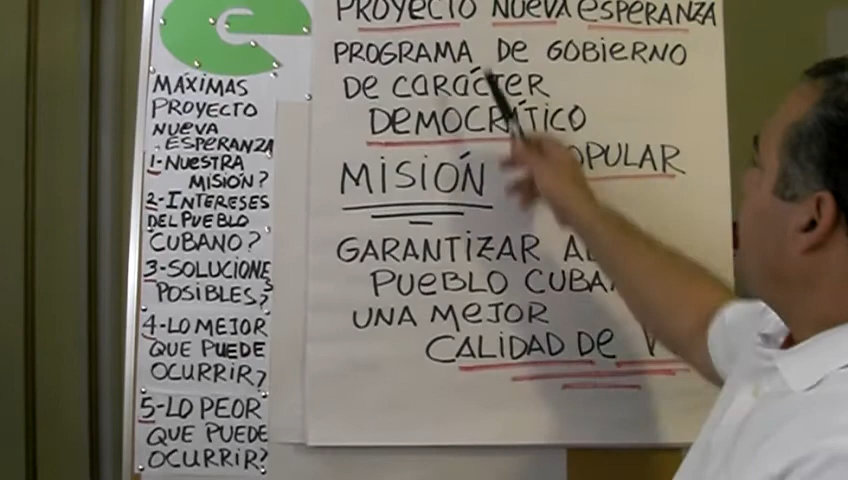 MÁXIMAS
PROYECTO
NUEVA
ESPERANZA
1-NUESTRA
MISIÓN?
2-INTERESES
DEL PUEBLO
CUBANO?
3-SOLUCIONES
POSIBLES?
4-LO MEJOR
QUE PUEDE
OCURRIR?
5-LO PEOR
QUE PUEDE
OCURRIR?
PROYECTO NUEVA ESPERANZA
PROGRAMA DE GOBIERNO
DE CARÁCTER
DEMOCRÁTICO
OPULAR
MISIÓN
GARANTIZAR A
PUEBLO CUBA
UNA MEJOR
CALIDAD DE V